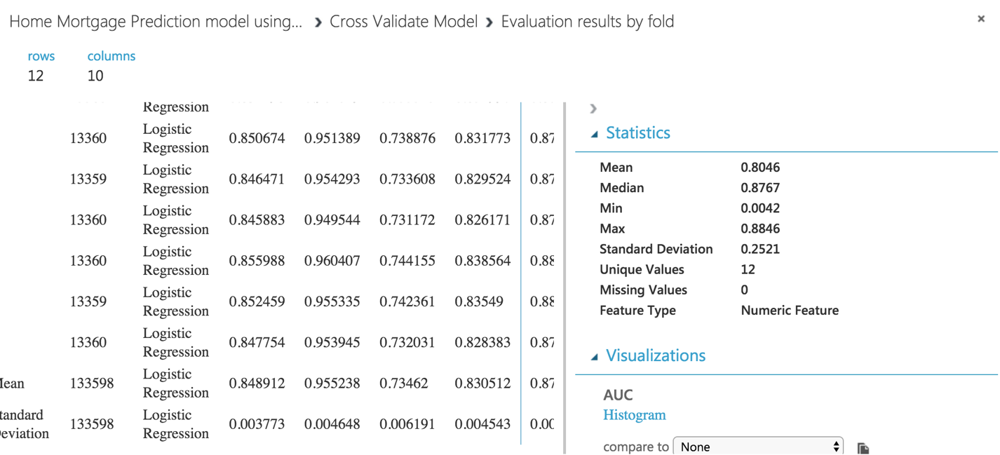 Home Mortgage Prediction model using... › Cross Validate Model › Evaluation results by fold ×
rows columns
12 10
Regression
13360 Logistic Regression 0.850674 0.951389 0.738876 0.831773 0.87
13359 Logistic Regression 0.846471 0.954293 0.733608 0.829524 0.87
13360 Logistic Regression 0.845883 0.949544 0.731172 0.826171 0.87
13360 Logistic Regression 0.855988 0.960407 0.744155 0.838564 0.88
13359 Logistic Regression 0.852459 0.955335 0.742361 0.83549 0.88
13360 Logistic Regression 0.847754 0.953945 0.732031 0.828383 0.87
ean 133598 Logistic Regression 0.848912 0.955238 0.73462 0.830512 0.87
tandard eviation 133598 Logistic Regression 0.003773 0.004648 0.006191 0.004543 0.00
Statistics
Mean 0.8046
Median 0.8767
Min 0.0042
Max 0.8846
Standard Deviation 0.2521
Unique Values 12
Missing Values 0
Feature Type Numeric Feature
Visualizations
AUC
Histogram
compare to None